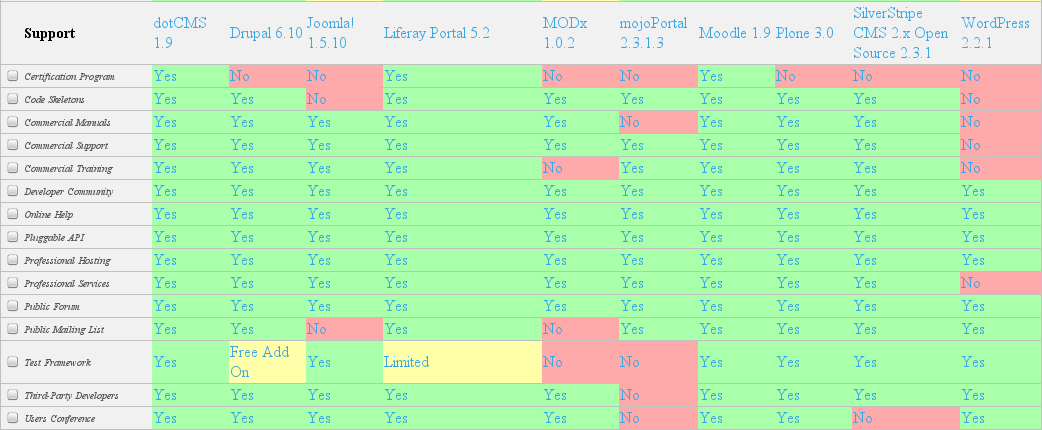 Support dotCMS 1.9 Drupal 6.10 Joomla! 1.5.10 Liferay Portal 5.2 MODx 1.0.2 mojoPortal 2.3.1.3 Moodle 1.9 Plone 3.0 SilverStripe CMS 2.x Open Source 2.3.1 WordPress 2.2.1
Certification Program Yes No No Yes No No Yes No No No
Code Skeletons Yes Yes No Yes Yes Yes Yes Yes Yes No
Commercial Manuals Yes Yes Yes Yes Yes No Yes Yes Yes No
Commercial Support Yes Yes Yes Yes Yes Yes Yes Yes Yes No
Commercial Training Yes Yes Yes Yes No Yes Yes Yes Yes No
Developer Community Yes Yes Yes Yes Yes Yes Yes Yes Yes Yes
Online Help Yes Yes Yes Yes Yes Yes Yes Yes Yes Yes
Pluggable API Yes Yes Yes Yes Yes Yes Yes Yes Yes Yes
Professional Hosting Yes Yes Yes Yes Yes Yes Yes Yes Yes Yes
Professional Services Yes Yes Yes Yes Yes Yes Yes Yes Yes No
Public Forum Yes Yes Yes Yes Yes Yes Yes Yes Yes Yes
Public Mailing List Yes Yes No Yes No Yes Yes Yes Yes Yes
Test Framework Yes Free Add On Yes Limited No No Yes Yes Yes Yes
Third-Party Developers Yes Yes Yes Yes Yes No Yes Yes Yes Yes
Users Conference Yes Yes Yes Yes Yes No Yes Yes No Yes